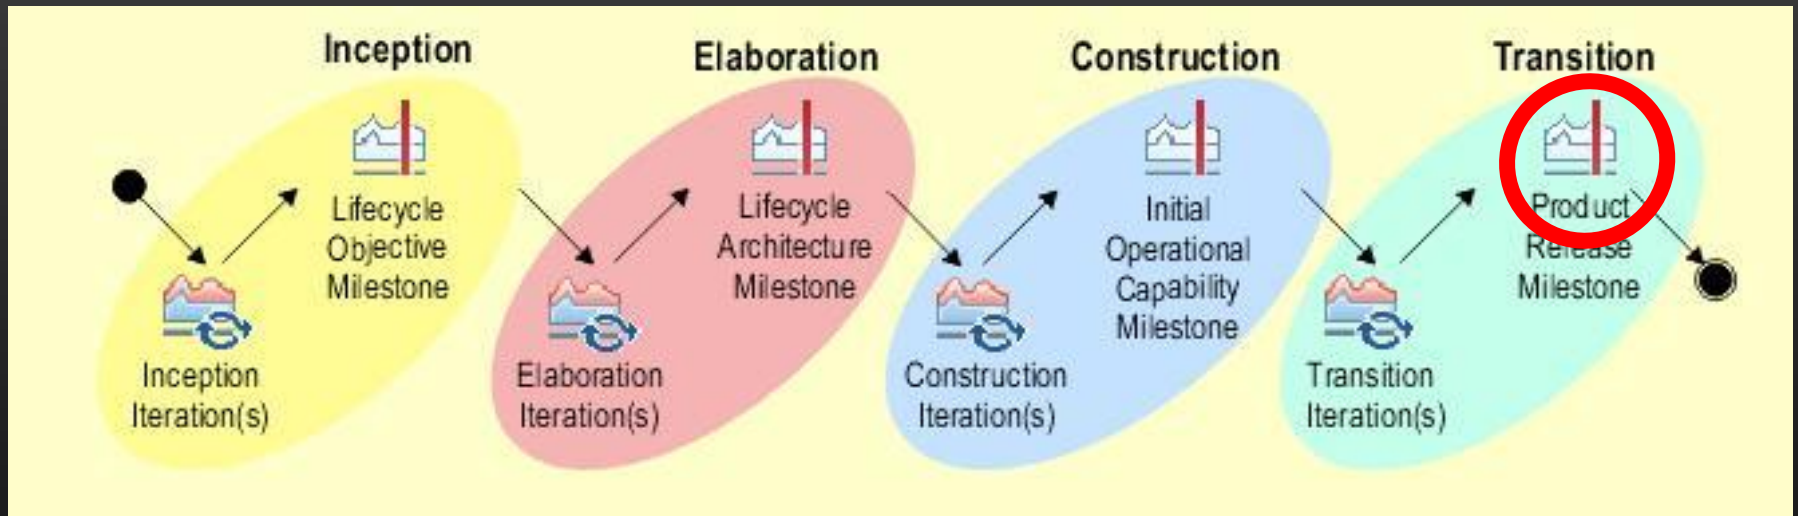 Inception
Elaboration
Construction
Transition
Lifecycle
Objective
Milestone
Lifecycle
Architecture
Milestone
Initial
Operational
Capability
Milestone
Product
Release
Milestone
Inception
Iteration(s)
Elaboration
Iteration(s)
Construction
Iteration(s)
Transition
Iteration(s)